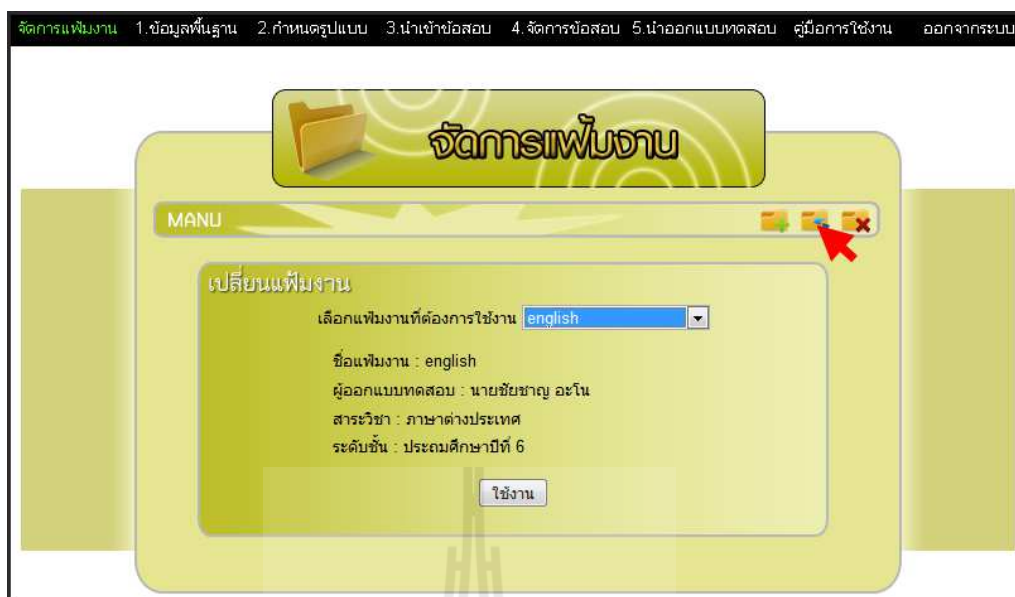 จัดการแฟ้มงาน 1.ข้อมูลพื้นฐาน 2.กำหนดรูปแบบ 3.นำเข้าข้อสอบ 4.จัดการข้อสอบ 5.นำออกแบบทดสอบ คู่มือการใช้งาน ออกจากระบบ
จัดการแฟ้มงาน
MANU
เปลี่ยนแฟ้มงาน
เลือกแฟ้มงานที่ต้องการใช้งาน english
ชื่อแฟ้มงาน : english
ผู้ออกแบบทดสอบ : นายชัยชาญ อะโน
สาระวิชา : ภาษาต่างประเทศ
ระดับชั้น : ประถมศึกษาปีที่ 6
ใช้งาน